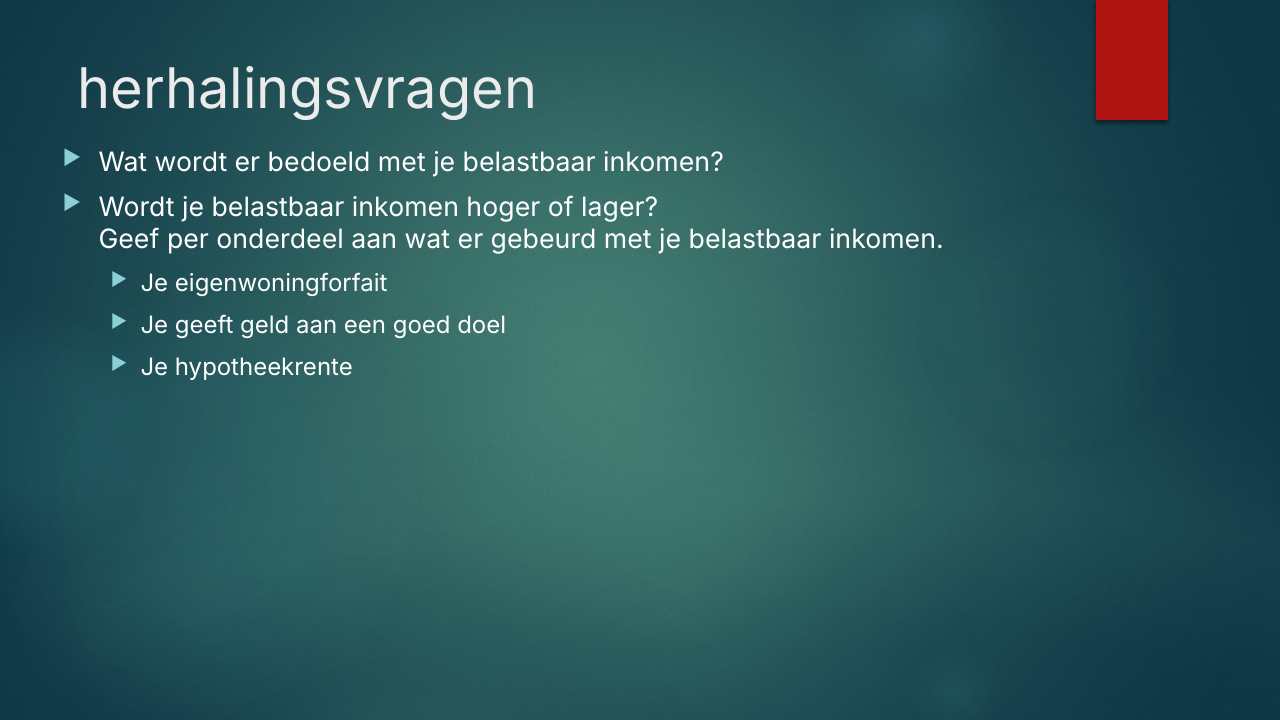 herhalingsvragen
Wat wordt er bedoeld met je belastbaar inkomen?
Wordt je belastbaar inkomen hoger of lager?
Geef per onderdeel aan wat er gebeurd met je belastbaar inkomen.
Je eigenwoningforfait
Je geeft geld aan een goed doel
Je hypotheekrente